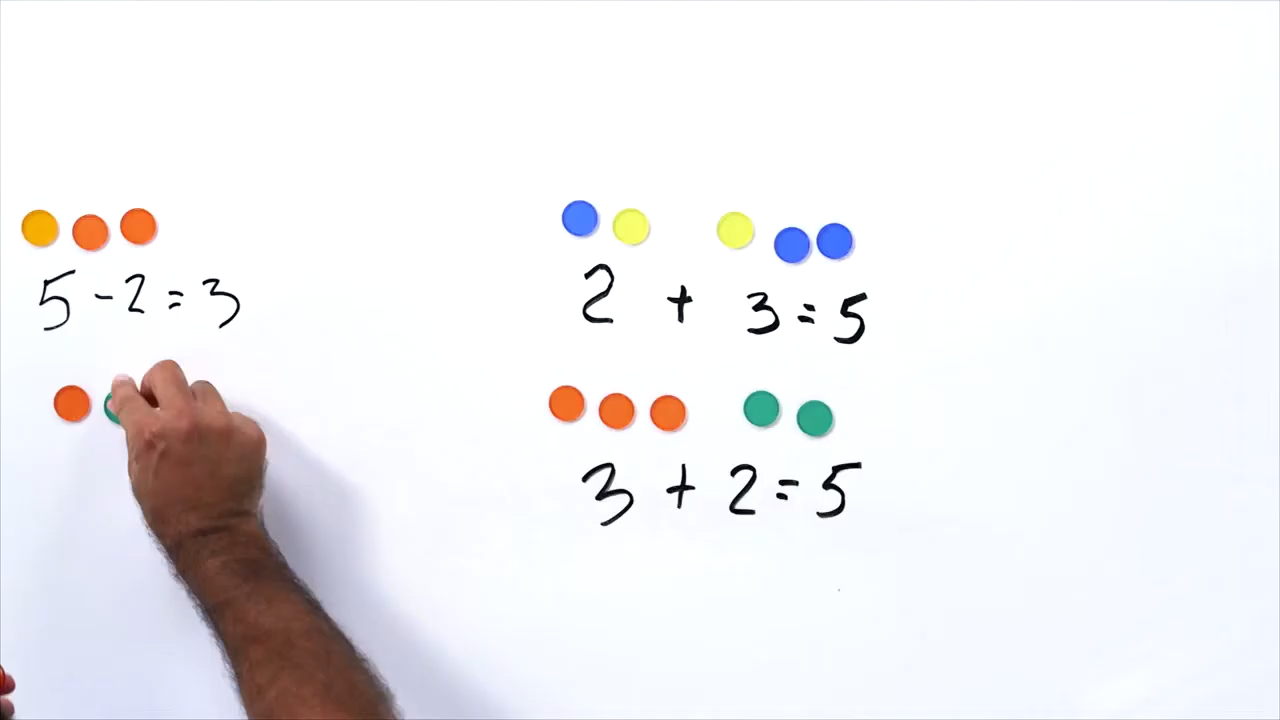 5 - 2 = 3
2 + 3 = 5
3 + 2 = 5